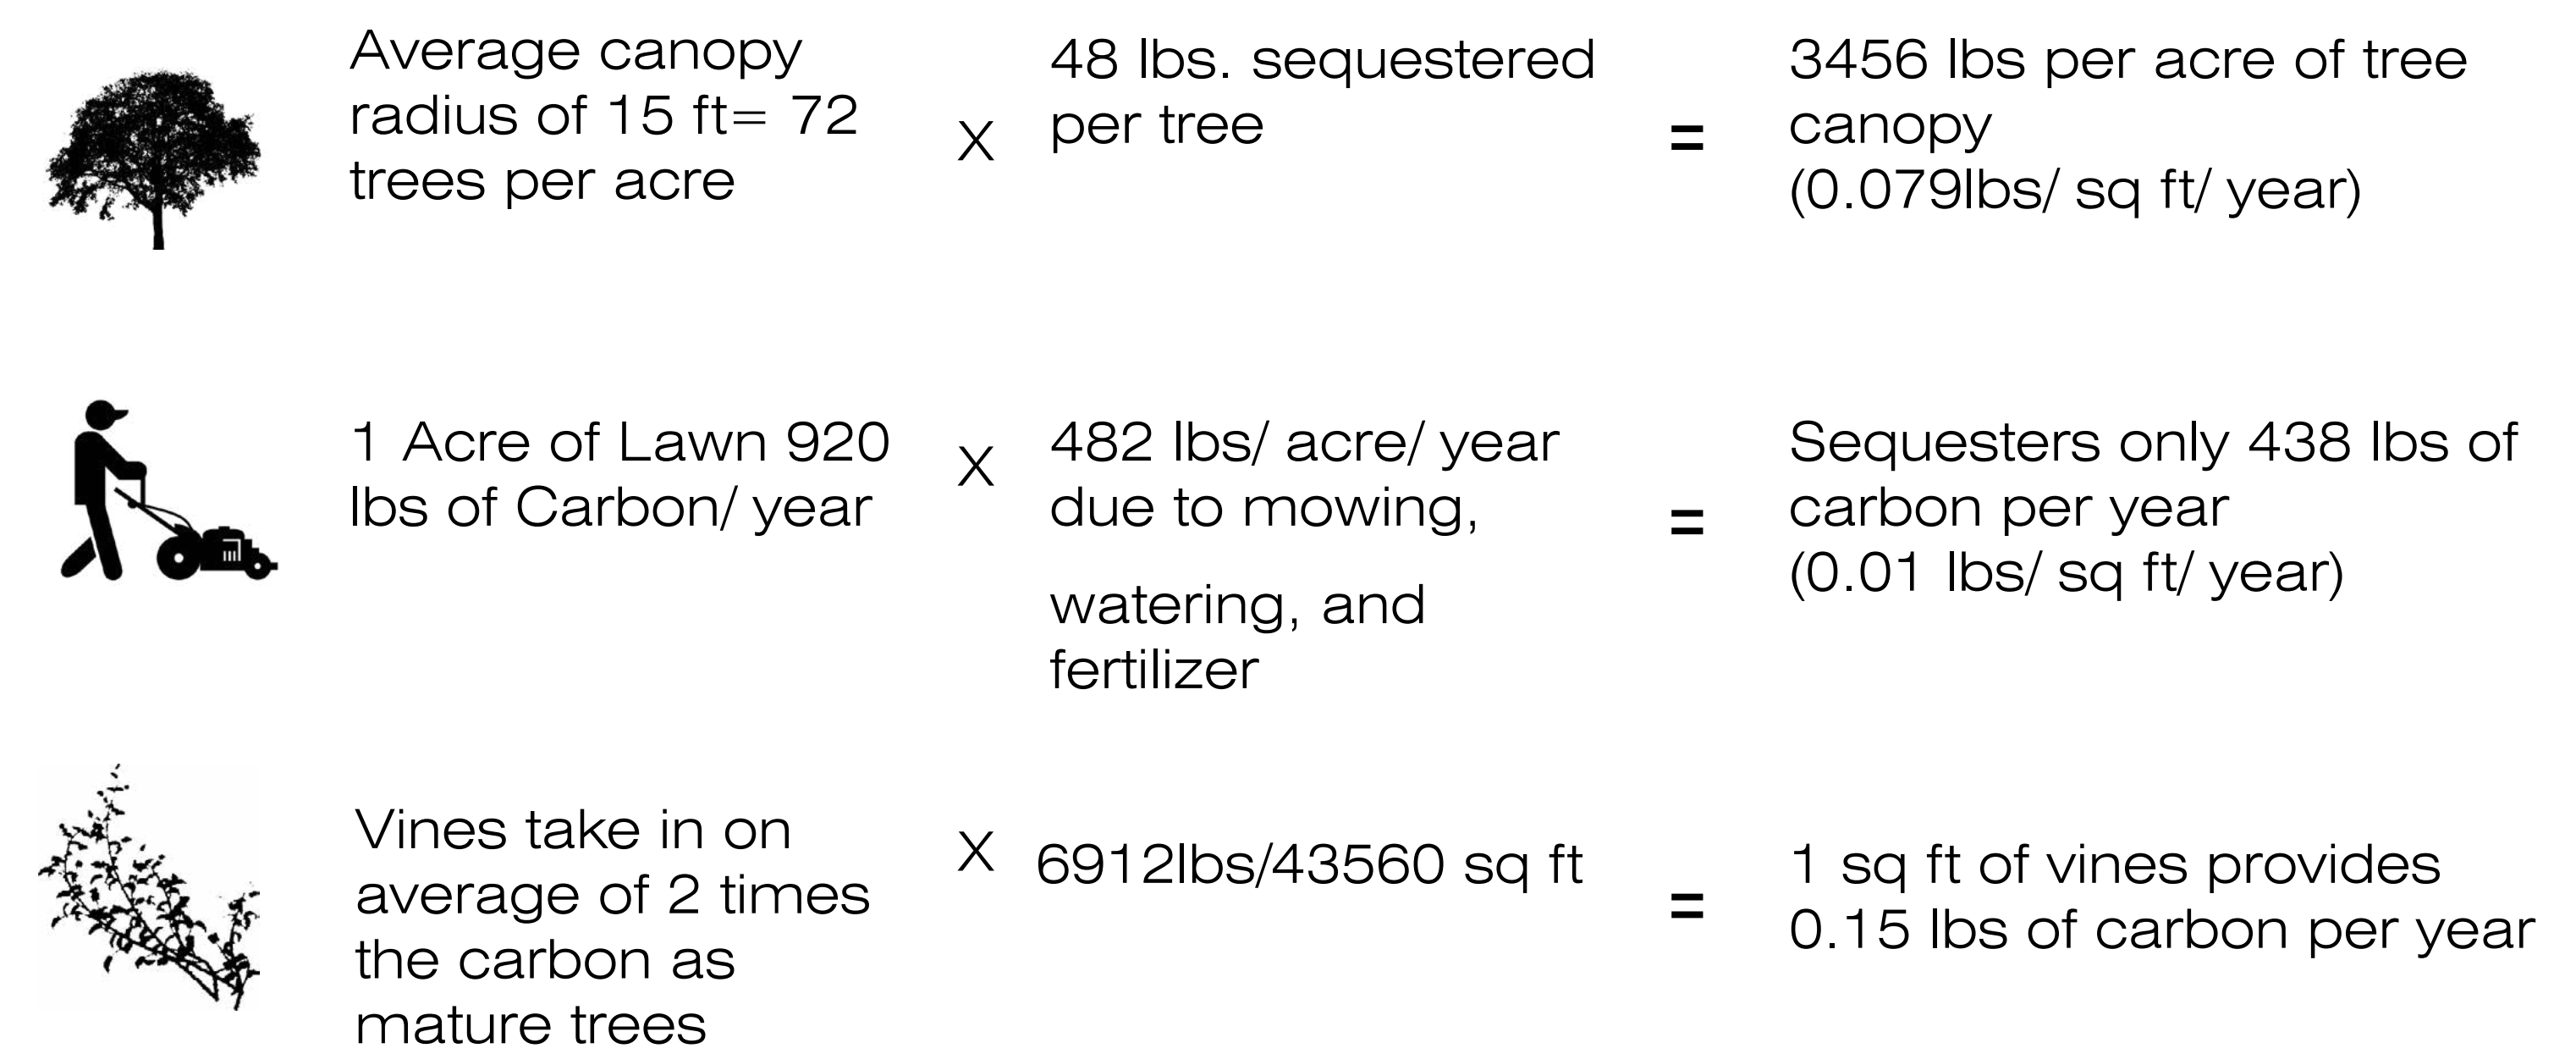 Average canopy
radius of 15 ft= 72
trees per acre
X
48 lbs. sequestered
per tree
=
3456 lbs per acre of tree
canopy
(0.079lbs/ sq ft/ year)
1 Acre of Lawn 920
lbs of Carbon/ year
X
482 lbs/ acre/ year
due to mowing,
watering, and
fertilizer
=
Sequesters only 438 lbs of
carbon per year
(0.01 lbs/ sq ft/ year)
Vines take in on
average of 2 times
the carbon as
mature trees
X
6912lbs/43560 sq ft
=
1 sq ft of vines provides
0.15 lbs of carbon per year